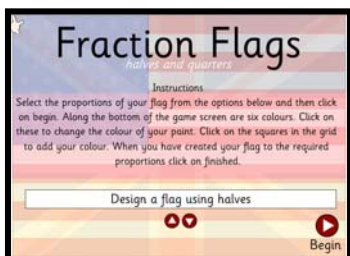 Fraction Flags
halves and quarters
Instructions
Select the proportions of your flag from the options below and then click
on begin. Along the bottom of the game screen are six colours. Click on
these to change the colour of your paint. Click on the squares in the grid
to add your colour. When you have created your flag to the required
proportions click on finished.
Design a flag using halves
Begin